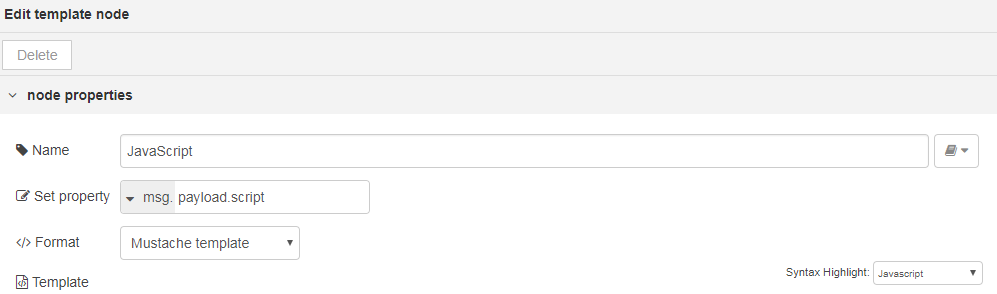 Edit template node
Delete
node properties
Name JavaScript
Set property msg. payload.script
</> Format Mustache template
Template Syntax Highlight: Javascript